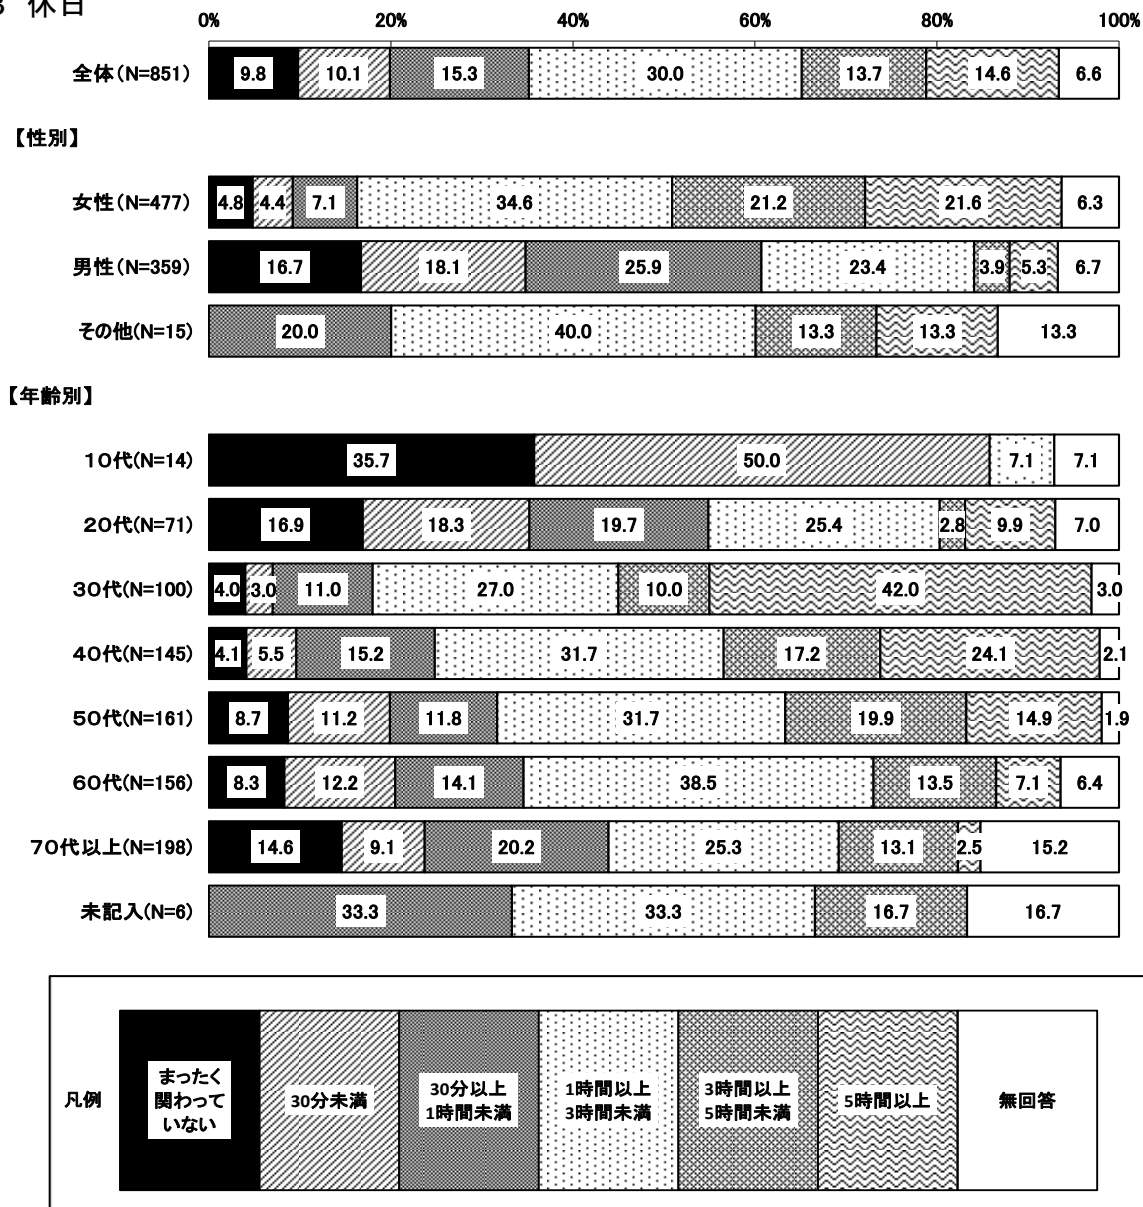 3 休日
0% 20% 40% 60% 80% 100%
全体(N=851) 9.8 10.1 15.3 30.0 13.7 14.6 6.6
【性別】
女性(N=477) 4.8 4.4 7.1 34.6 21.2 21.6 6.3
男性(N=359) 16.7 18.1 25.9 23.4 3.9 5.3 6.7
その他(N=15) 20.0 40.0 13.3 13.3 13.3
【年齢別】
10代(N=14) 35.7 50.0 7.1 7.1
20代(N=71) 16.9 18.3 19.7 25.4 2.8 9.9 7.0
30代(N=100) 4.0 3.0 11.0 27.0 10.0 42.0 3.0
40代(N=145) 4.1 5.5 15.2 31.7 17.2 24.1 2.1
50代(N=161) 8.7 11.2 11.8 31.7 19.9 14.9 1.9
60代(N=156) 8.3 12.2 14.1 38.5 13.5 7.1 6.4
70代以上(N=198) 14.6 9.1 20.2 25.3 13.1 2.5 15.2
未記入(N=6) 33.3 33.3 16.7 16.7
凡例
まったく
関わって
いない
30分未満
30分以上
1時間未満
1時間以上
3時間未満
3時間以上
5時間未満
5時間以上
無回答